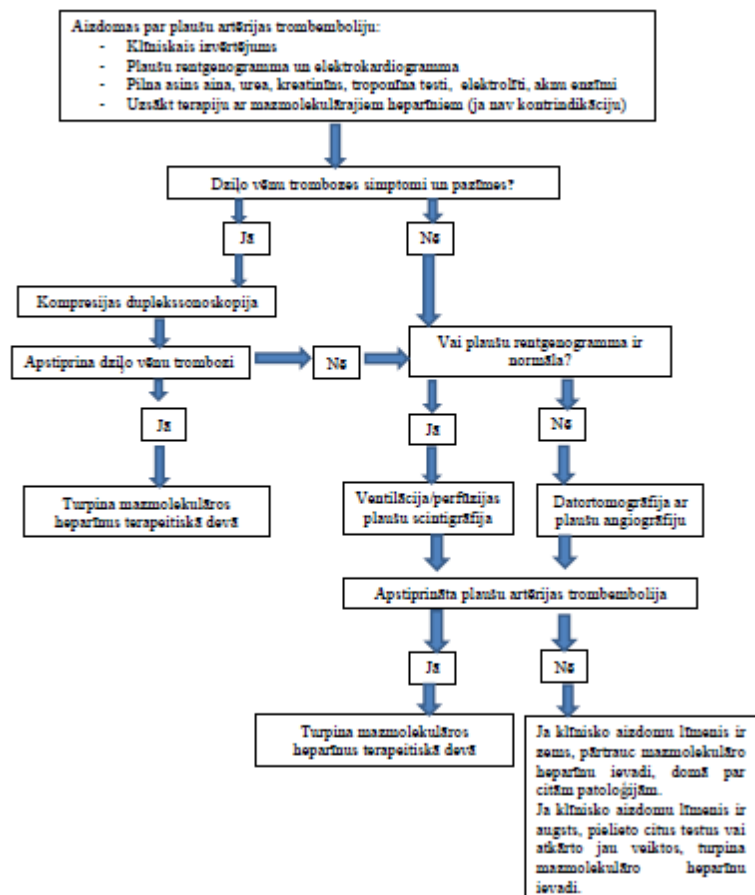 Aizdomas par plaušu artērijas trombemboliju:
- Klīniskais izvērtējums
- Plaušu rentgenogramma un elektrokardiogramma
- Pilna asins aina, urea, kreatinīns, troponīna testi, elektrolīti, aknu enzīmi
- Uzsākt terapiju ar mazmolekulārajiem heparīniem (ja nav kontrindikāciju)
Dziļo vēnu trombozes simptomi un pazīmes?
Jā
Nē
Kompresijas duplekssonoskopija
Vai plaušu rentgenogramma ir
normāla?
Apstiprina dziļo vēnu trombozi
Nē
Jā
Jā
Nē
Turpina mazmolekulāros
heparīnus terapeitiskā devā
Ventilācija/perfūzijas
plaušu scintigrāfija
Datortomogrāfija ar
plaušu angiogrāfiju
Apstiprināta plaušu artērijas trombembolija
Jā
Nē
Turpina mazmolekulāros
heparīnus terapeitiskā devā
Ja klīnisko aizdomu līmenis ir
zems, pārtrauc mazmolekulāro
heparīnu ievadi, domā par
citām patoloģijām.
Ja klīnisko aizdomu līmenis ir
augsts, pielieto citus testus vai
atkārto jau veiktos, turpina
mazmolekulāro heparīnu
ievadi.